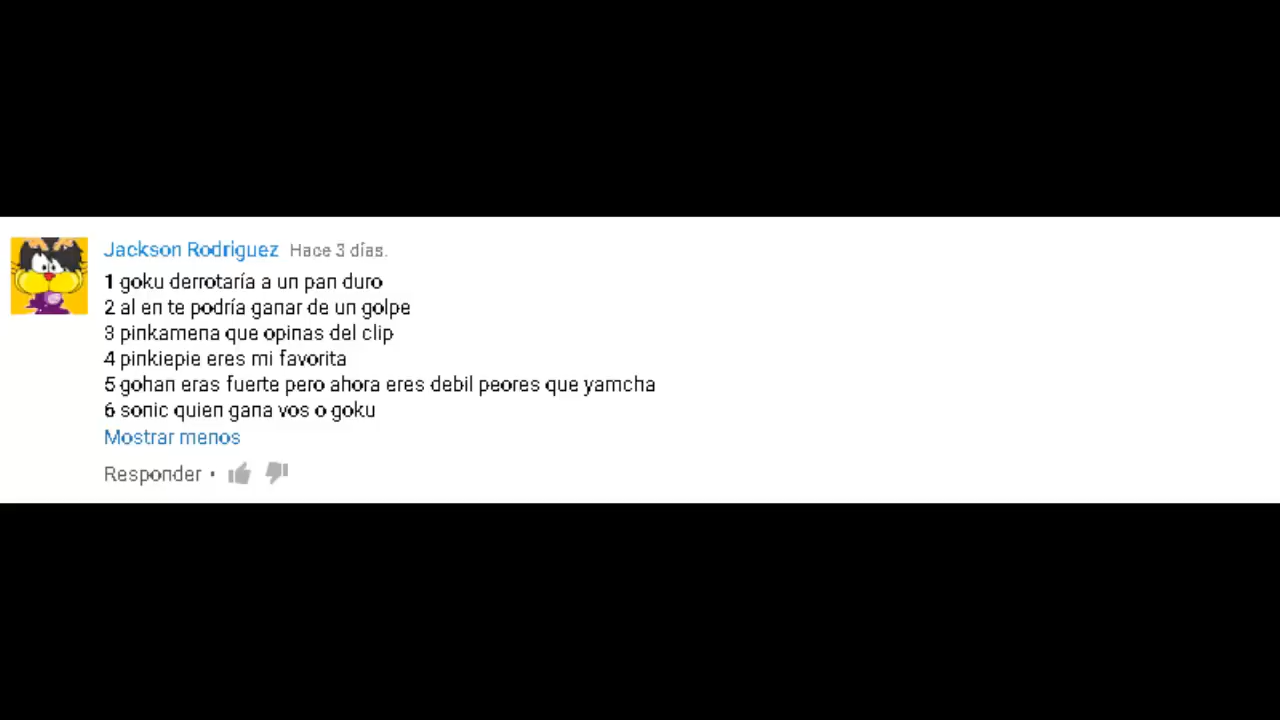 Jackson Rodriguez Hace 3 días.
1 goku derrotaría a un pan duro
2 al en te podría ganar de un golpe
3 pinkamena que opinas del clip
4 pinkiepie eres mi favorita
5 gohan eras fuerte pero ahora eres debil peores que yamcha
6 sonic quien gana vos o goku
Mostrar menos
Responder •